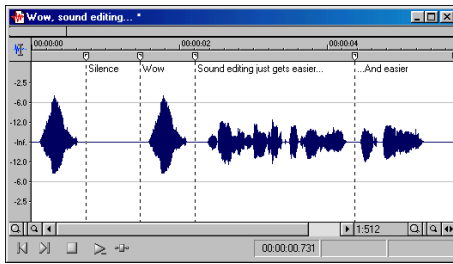 Wow, sound editing... *
00:00:00 00:00:02 00:00:04
Silence Wow Sound editing just gets easier... ...And easier
-2.5
-6.0
-12.0
-Inf.
-12.0
-6.0
-2.5
1:512
00:00:00.731